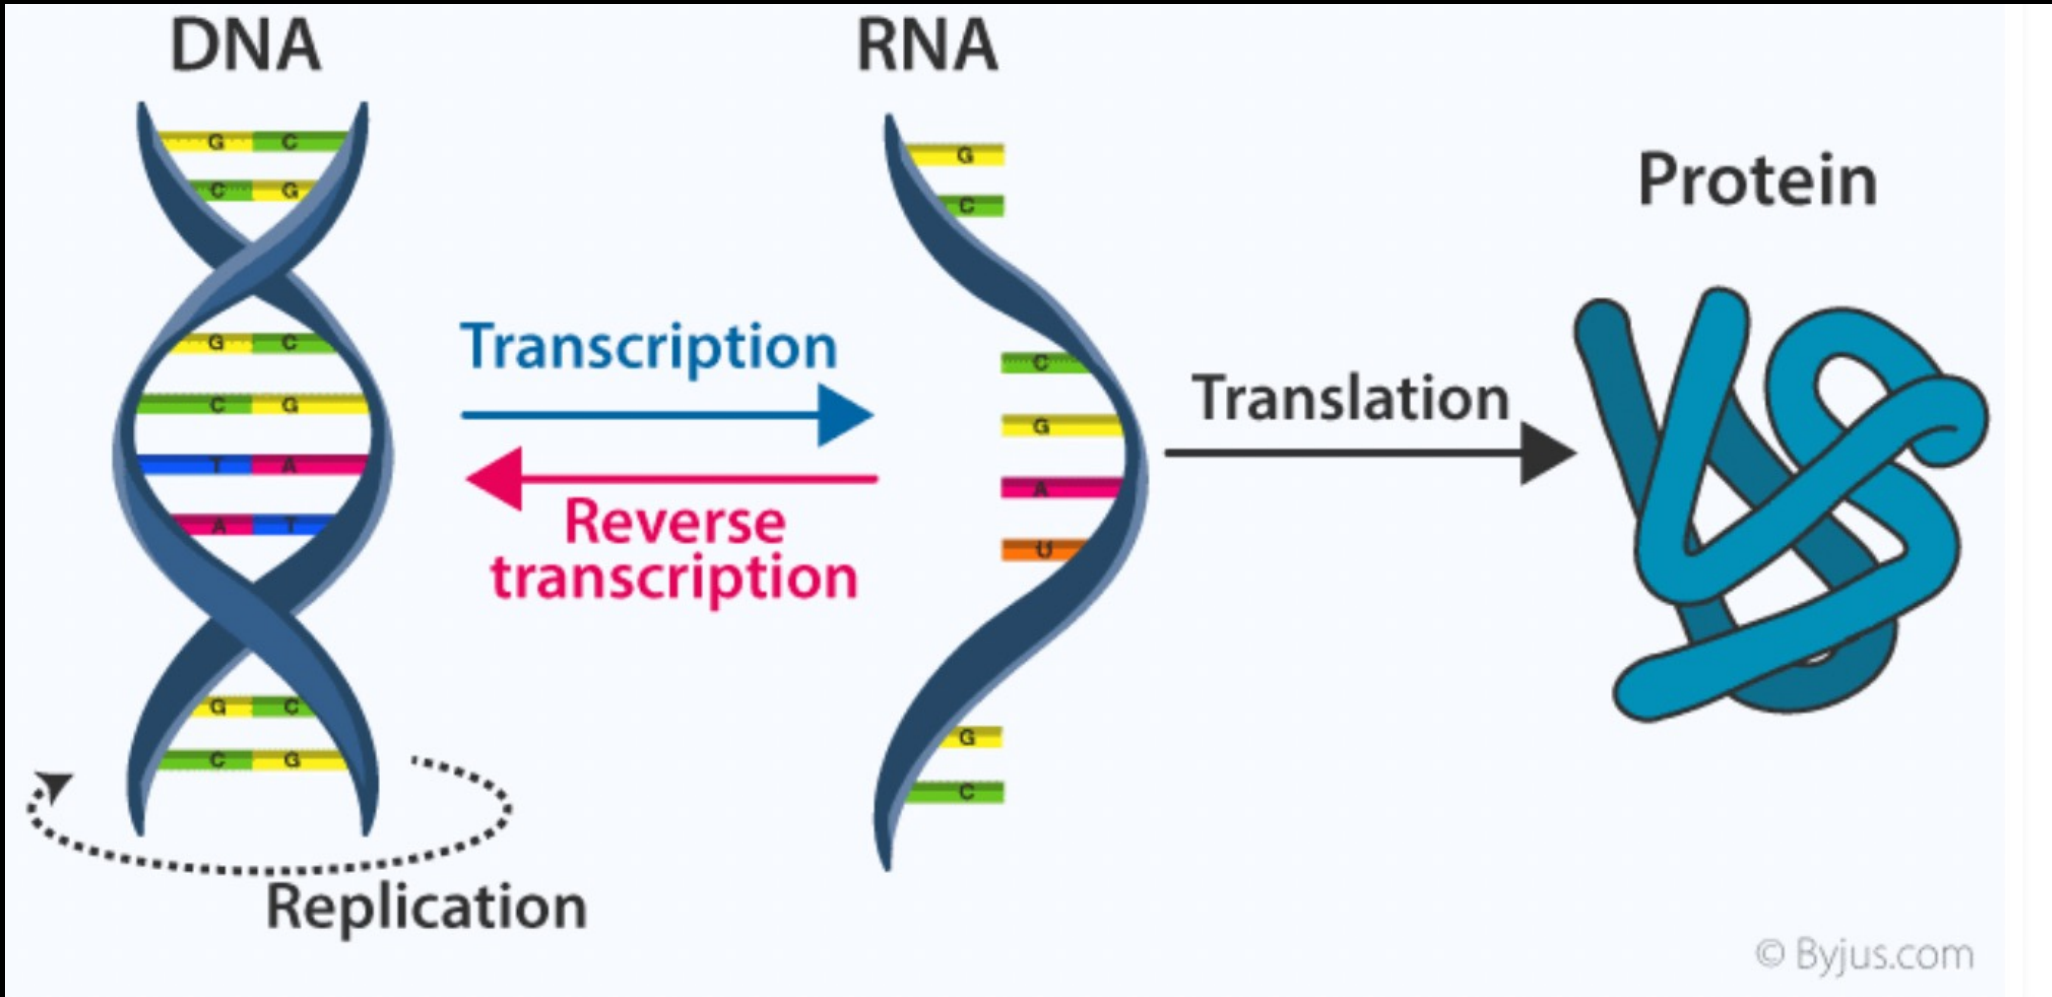 DNA
RNA
Protein
G C
C G
G C
C G
T A
A T
G C
C G
Transcription
Reverse
transcription
G
C
C
G
A
U
G
C
Translation
Replication
© Byjus.com